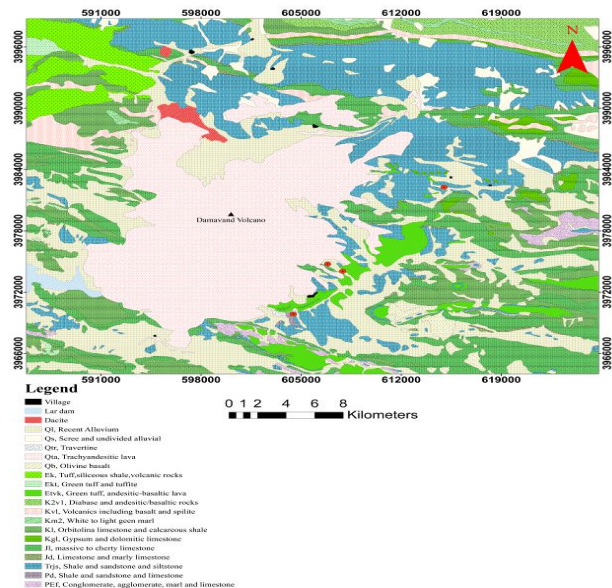 591000 598000 605000 612000 619000
N
3996000 3996000
3990000 3990000
3984000 3984000
Damavand Volcano
3978000 3978000
3972000 3972000
3966000 3966000
591000 598000 605000 612000 619000
Legend
0 1 2 4 6 8
Kilometers
Village
Lar dam
Dacite
Ql, Recent Alluvium
Qs, Scree and undivided alluvial
Qtr, Travertine
Qta, Trachyandesitic lava
Qb, Olivine basalt
Ek, Tuff,siliceous shale,volcanic rocks
Ekt, Green tuff and tuffite
Etvk, Green tuff, andesitic-basaltic lava
K2v1, Diabase and andesitic/basaltic rocks
Kvl, Volcanics including basalt and spilite
Km2, White to light geen marl
Kl, Orbitolina limestone and calcareous shale
Kgl, Gypsum and dolomitic limestone
Jl, massive to cherty limestone
Jd, Limestone and marly limestone
Trjs, Shale and sandstone and siltstone
Pd, Shale and sandstone and limestone
PEf, Conglomerate, agglomerate, marl and limestone